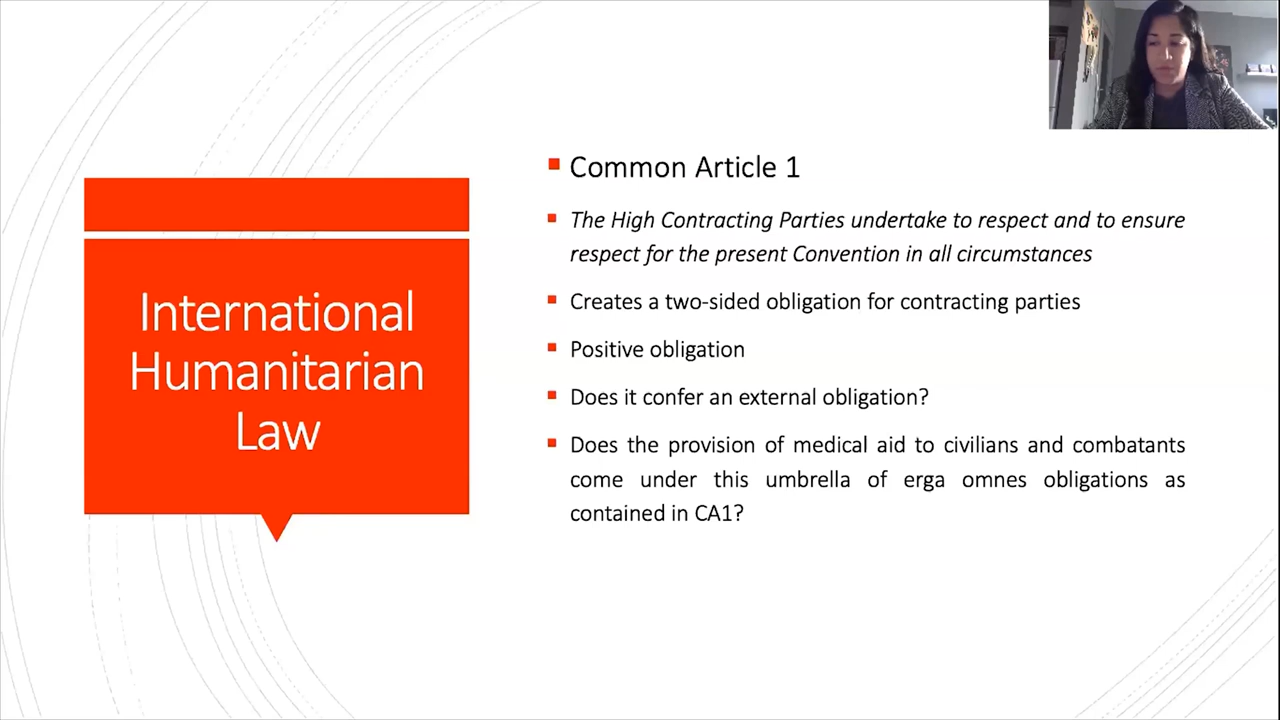 International
Humanitarian
Law
Common Article 1
The High Contracting Parties undertake to respect and to ensure
respect for the present Convention in all circumstances
Creates a two-sided obligation for contracting parties
Positive obligation
Does it confer an external obligation?
Does the provision of medical aid to civilians and combatants
come under this umbrella of erga omnes obligations as
contained in CA1?